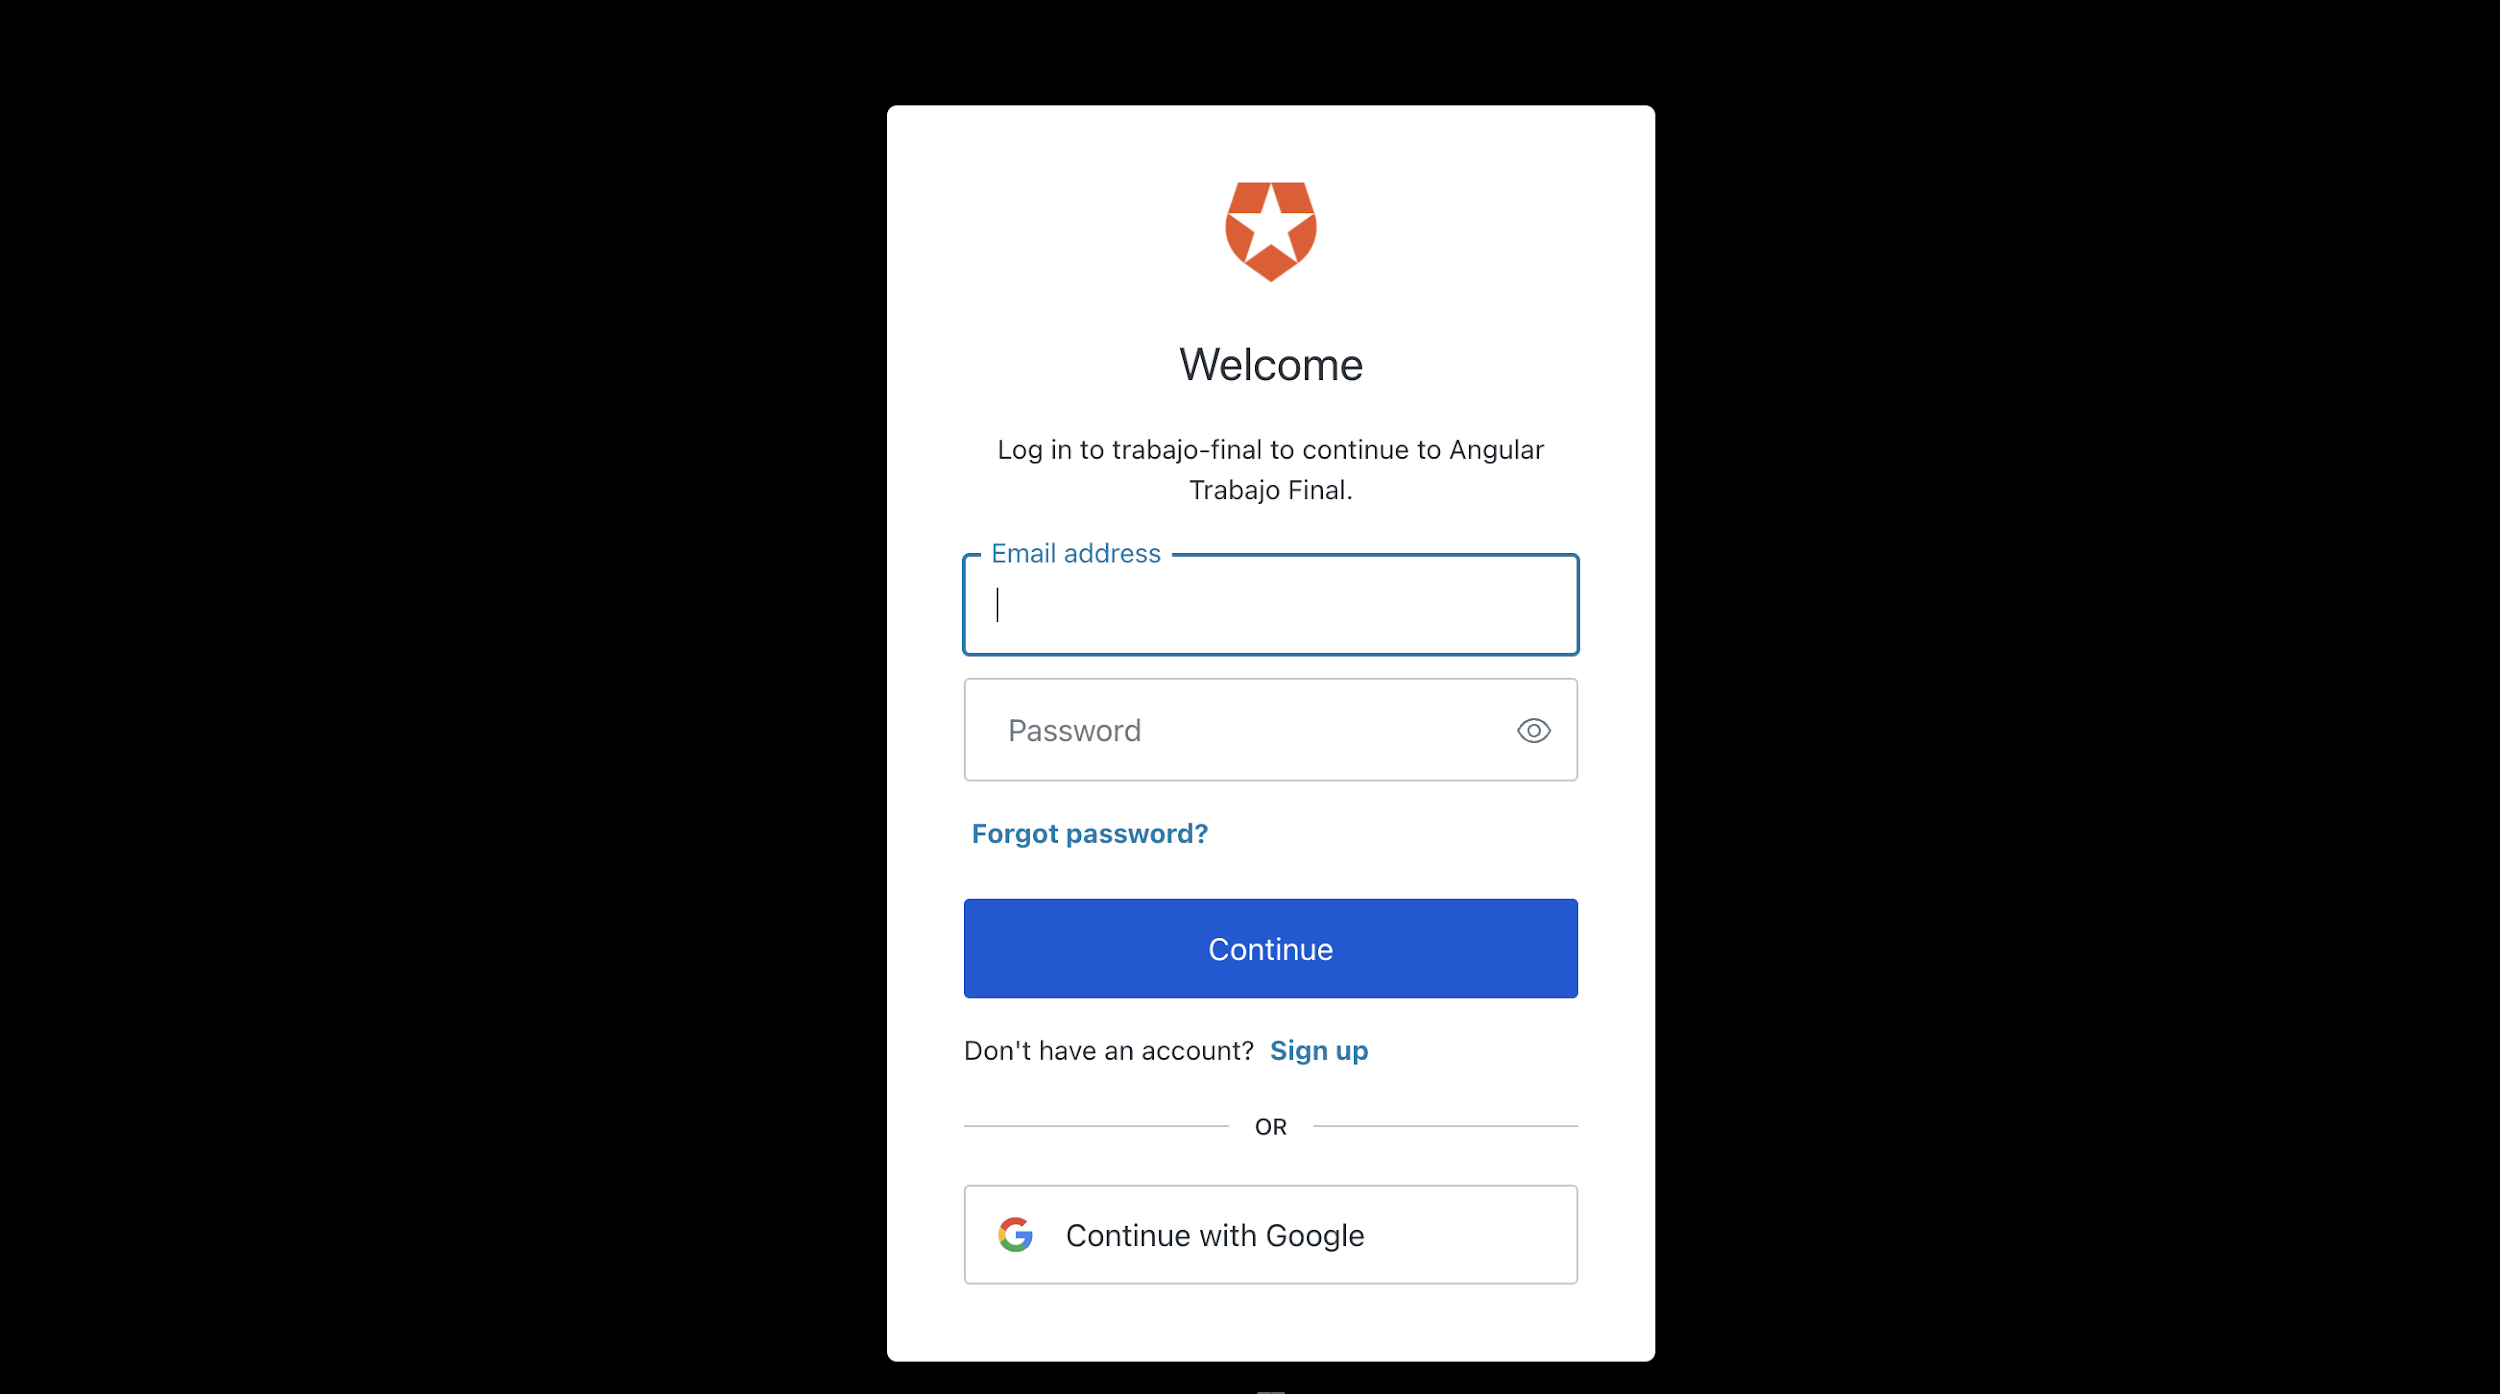 Welcome
Log in to trabajo-final to continue to Angular
Trabajo Final.
Email address
Password
Forgot password?
Continue
Don't have an account? Sign up
OR
Continue with Google